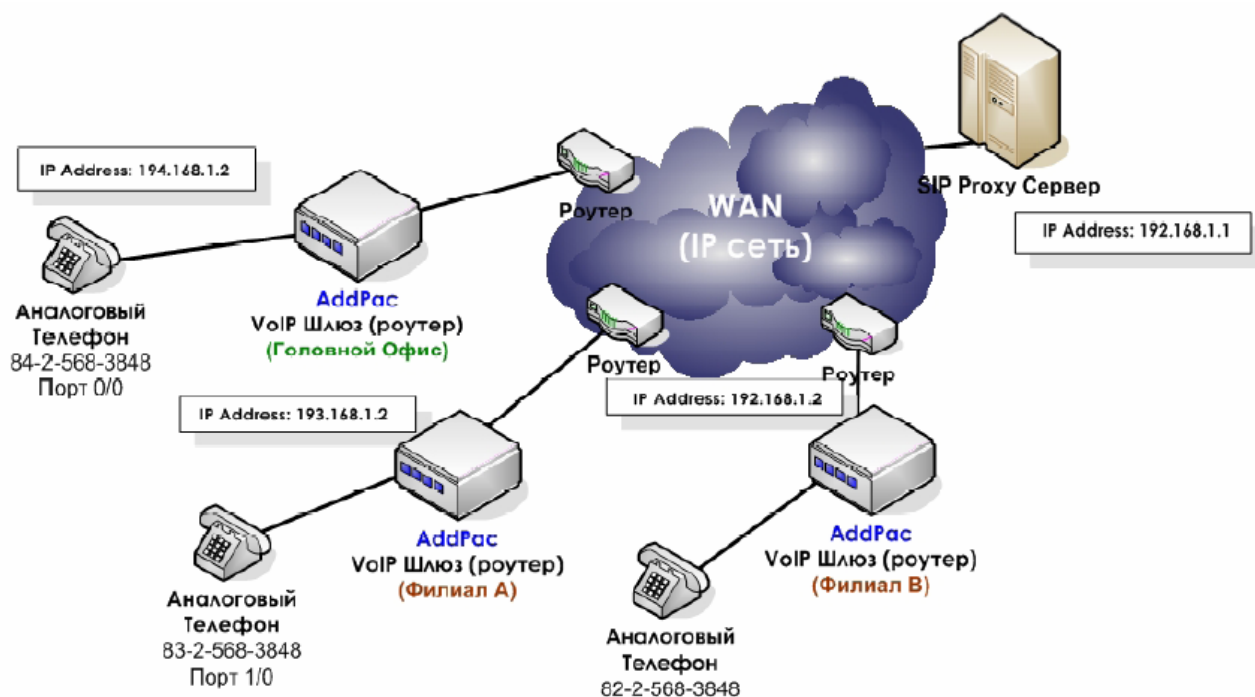 IP Address: 194.168.1.2
Аналоговый
Телефон
84-2-568-3848
Порт 0/0
AddPac
VoIP Шлюз (роутер)
(Головной Офис)
Роутер
WAN
(IP сеть)
SIP Proxy Сервер
IP Address: 192.168.1.1
IP Address: 193.168.1.2
Роутер
Аналоговый
Телефон
83-2-568-3848
Порт 1/0
AddPac
VoIP Шлюз (роутер)
(Филиал А)
IP Address: 192.168.1.2
Роутер
Аналоговый
Телефон
82-2-568-3848
AddPac
VoIP Шлюз (роутер)
(Филиал В)